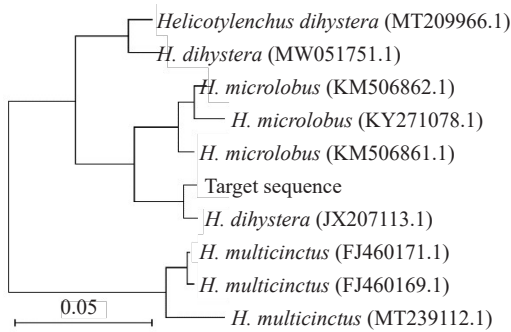 Helicotylenchus dihystera (MT209966.1)
H. dihystera (MW051751.1)
H. microlobus (KM506862.1)
H. microlobus (KY271078.1)
H. microlobus (KM506861.1)
Target sequence
H. dihystera (JX207113.1)
H. multicinctus (FJ460171.1)
H. multicinctus (FJ460169.1)
0.05
H. multicinctus (MT239112.1)